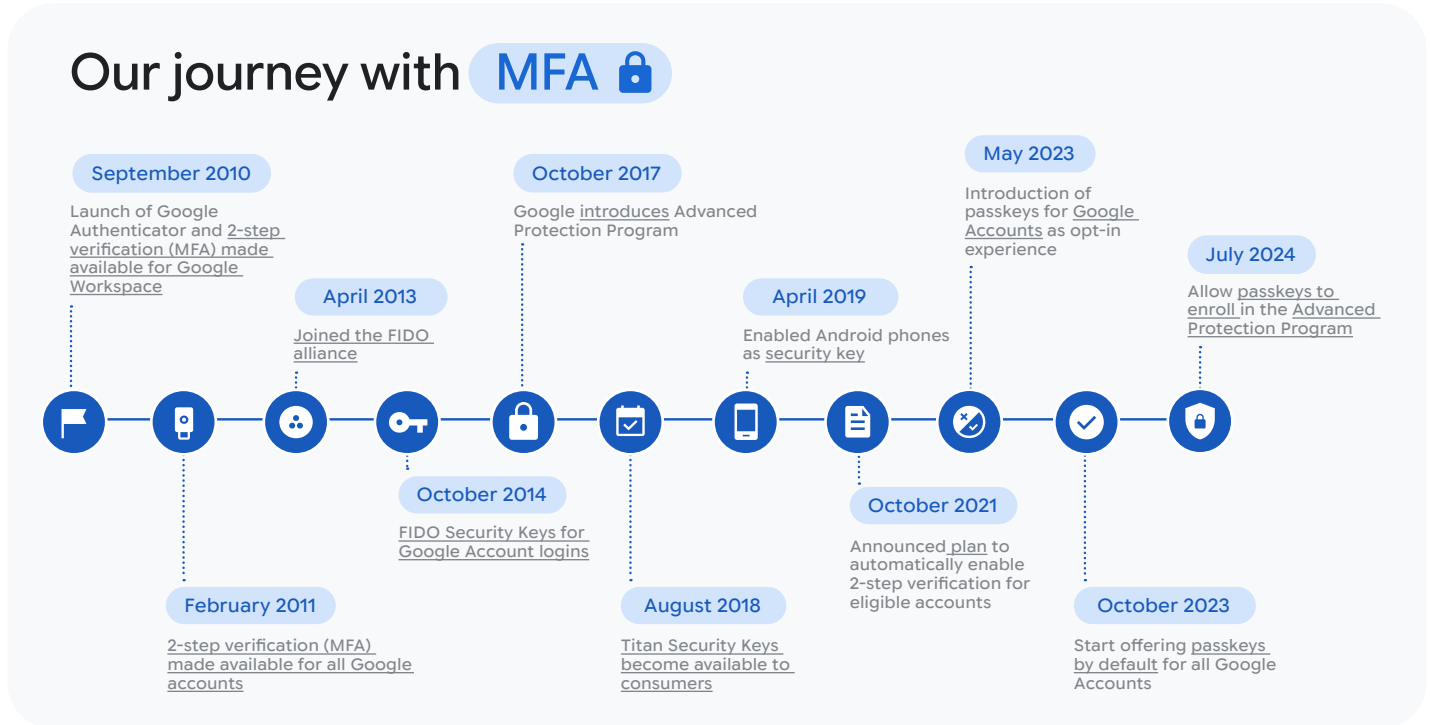 Our journey with MFA
September 2010
Launch of Google
Authenticator and 2-step
verification (MFA) made
available for Google
Workspace
February 2011
2-step verification (MFA)
made available for all Google
accounts
April 2013
Joined the FIDO
alliance
October 2014
FIDO Security Keys for
Google Account logins
October 2017
Google introduces Advanced
Protection Program
August 2018
Titan Security Keys
become available to
consumers
April 2019
Enabled Android phones
as security key
October 2021
Announced plan to
automatically enable
2-step verification for
eligible accounts
May 2023
Introduction of
passkeys for Google
Accounts as opt-in
experience
October 2023
Start offering passkeys
by default for all Google
Accounts
July 2024
Allow passkeys to
enroll in the Advanced
Protection Program